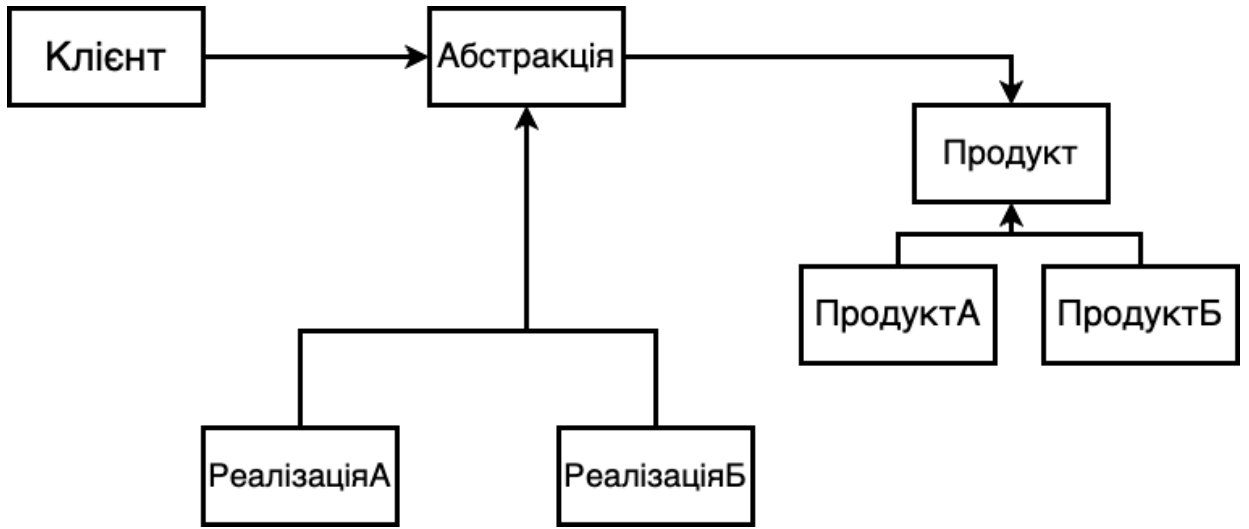 Клієнт
Абстракція
Продукт
ПродуктА
ПродуктБ
РеалізаціяА
РеалізаціяБ